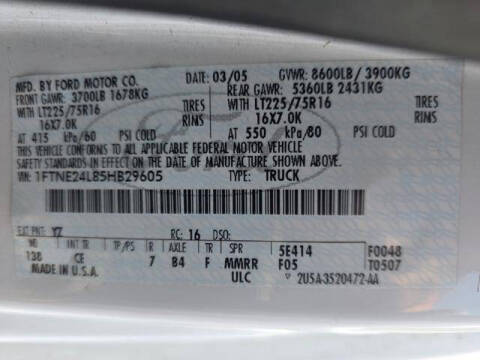 MFD. BY FORD MOTOR CO.
DATE: 03/05 GVWR: 8600LB / 3900KG
FRONT GAWR: 3700LB 1678KG
REAR GAWR: 5360LB 2431KG
WITH LT225/75R16 TIRES
WITH LT225/75R16 TIRES
16X7.0K RIMS
16X7.0K RIMS
AT 415 kPa/60 PSI COLD
AT 550 kPa/80 PSI COLD
THIS VEHICLE CONFORMS TO ALL APPLICABLE FEDERAL MOTOR VEHICLE
SAFETY STANDARDS IN EFFECT ON THE DATE OF MANUFACTURE SHOWN ABOVE.
VIN: 1FTNE24L85HB29605
TYPE: TRUCK
EXT PNT: YZ RC: 16 DSO:
WB INT TR TP/PS R AXLE TR SPR 5E414 F0048
138 CE 7 B4 F MMRR F05 T0507
MADE IN U.S.A. ULC 2U5A-3520472-AA